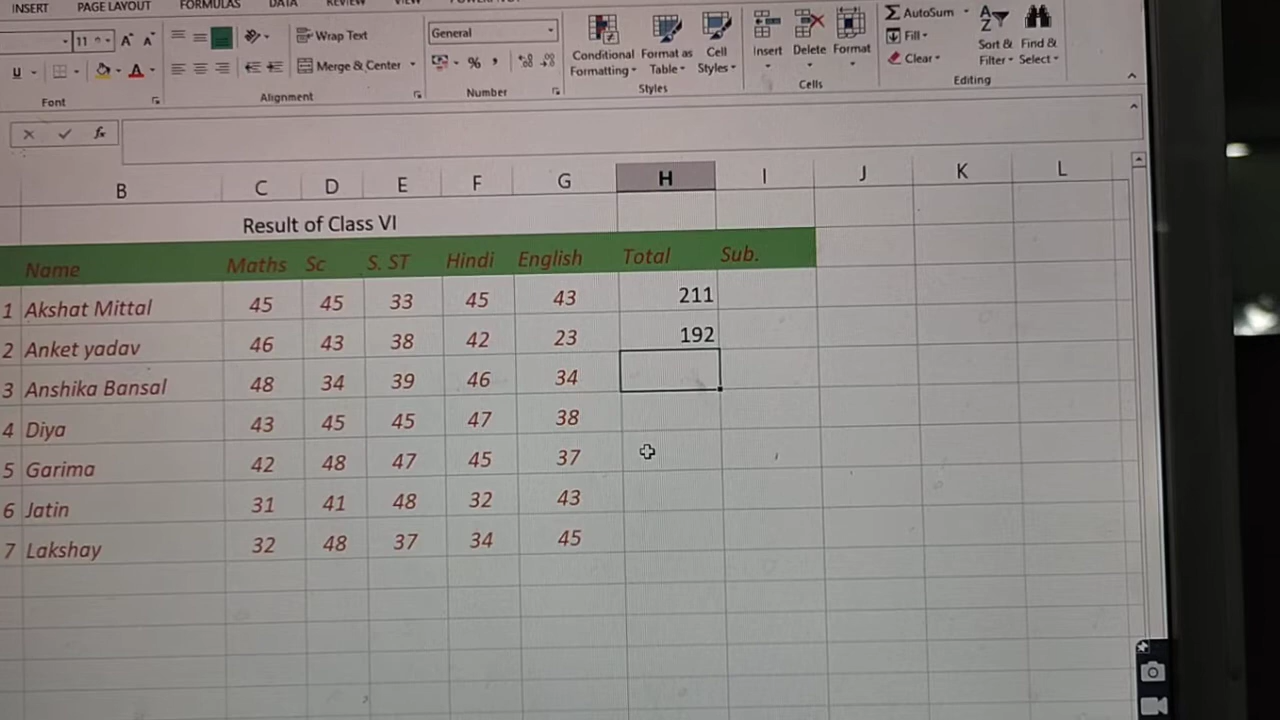 INSERT PAGE LAYOUT FORMULAS DATA REVIEW VIEW
11 A A Wrap Text General Conditional Formatting Format as Table Cell Styles Insert Delete Format AutoSum
U A Merge & Center % Fill Sort & Filter Find & Select
Clear
Font Alignment Number Styles Cells Editing
fx
B C D E F G H I J K L
Result of Class VI
Name Maths Sc S. ST Hindi English Total Sub.
1 Akshat Mittal 45 45 33 45 43 211
2 Anket yadav 46 43 38 42 23 192
3 Anshika Bansal 48 34 39 46 34
4 Diya 43 45 45 47 38
5 Garima 42 48 47 45 37
6 Jatin 31 41 48 32 43
7 Lakshay 32 48 37 34 45